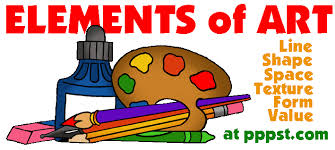 ELEMENTS of ART
Line
Shape
Space
Texture
Form
Value
at pppst.com